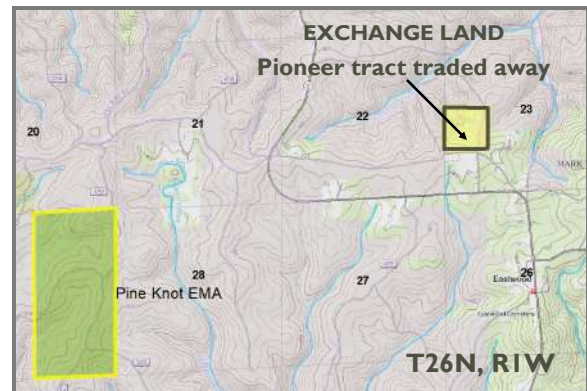 EXCHANGE LAND
Pioneer tract traded away
20
21
22
23
MARK
28
27
26
Pine Knot EMA
Eastwood
T26N, R1W